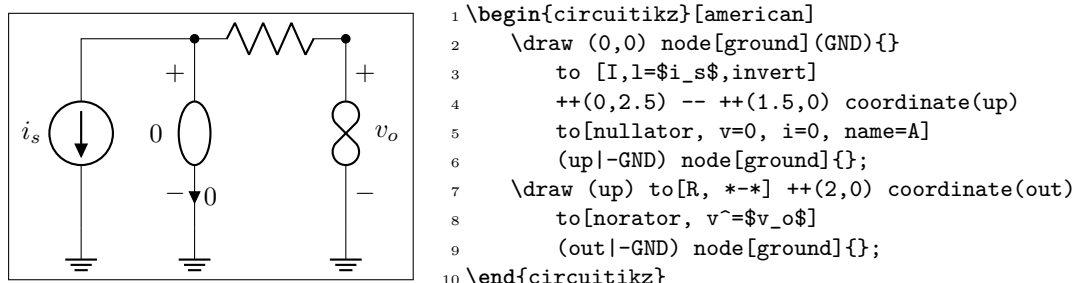 + +
i_s 0 v_o
− 0 −
1 \begin{circuitikz}[american]
2 \draw (0,0) node[ground](GND){}
3 to [I,l=$i_s$,invert]
4 ++(0,2.5) -- ++(1.5,0) coordinate(up)
5 to[nullator, v=0, i=0, name=A]
6 (up|-GND) node[ground]{};
7 \draw (up) to[R, *-*] ++(2,0) coordinate(out)
8 to[norator, v^=$v_o$]
9 (out|-GND) node[ground]{};
10 \end{circuitikz}